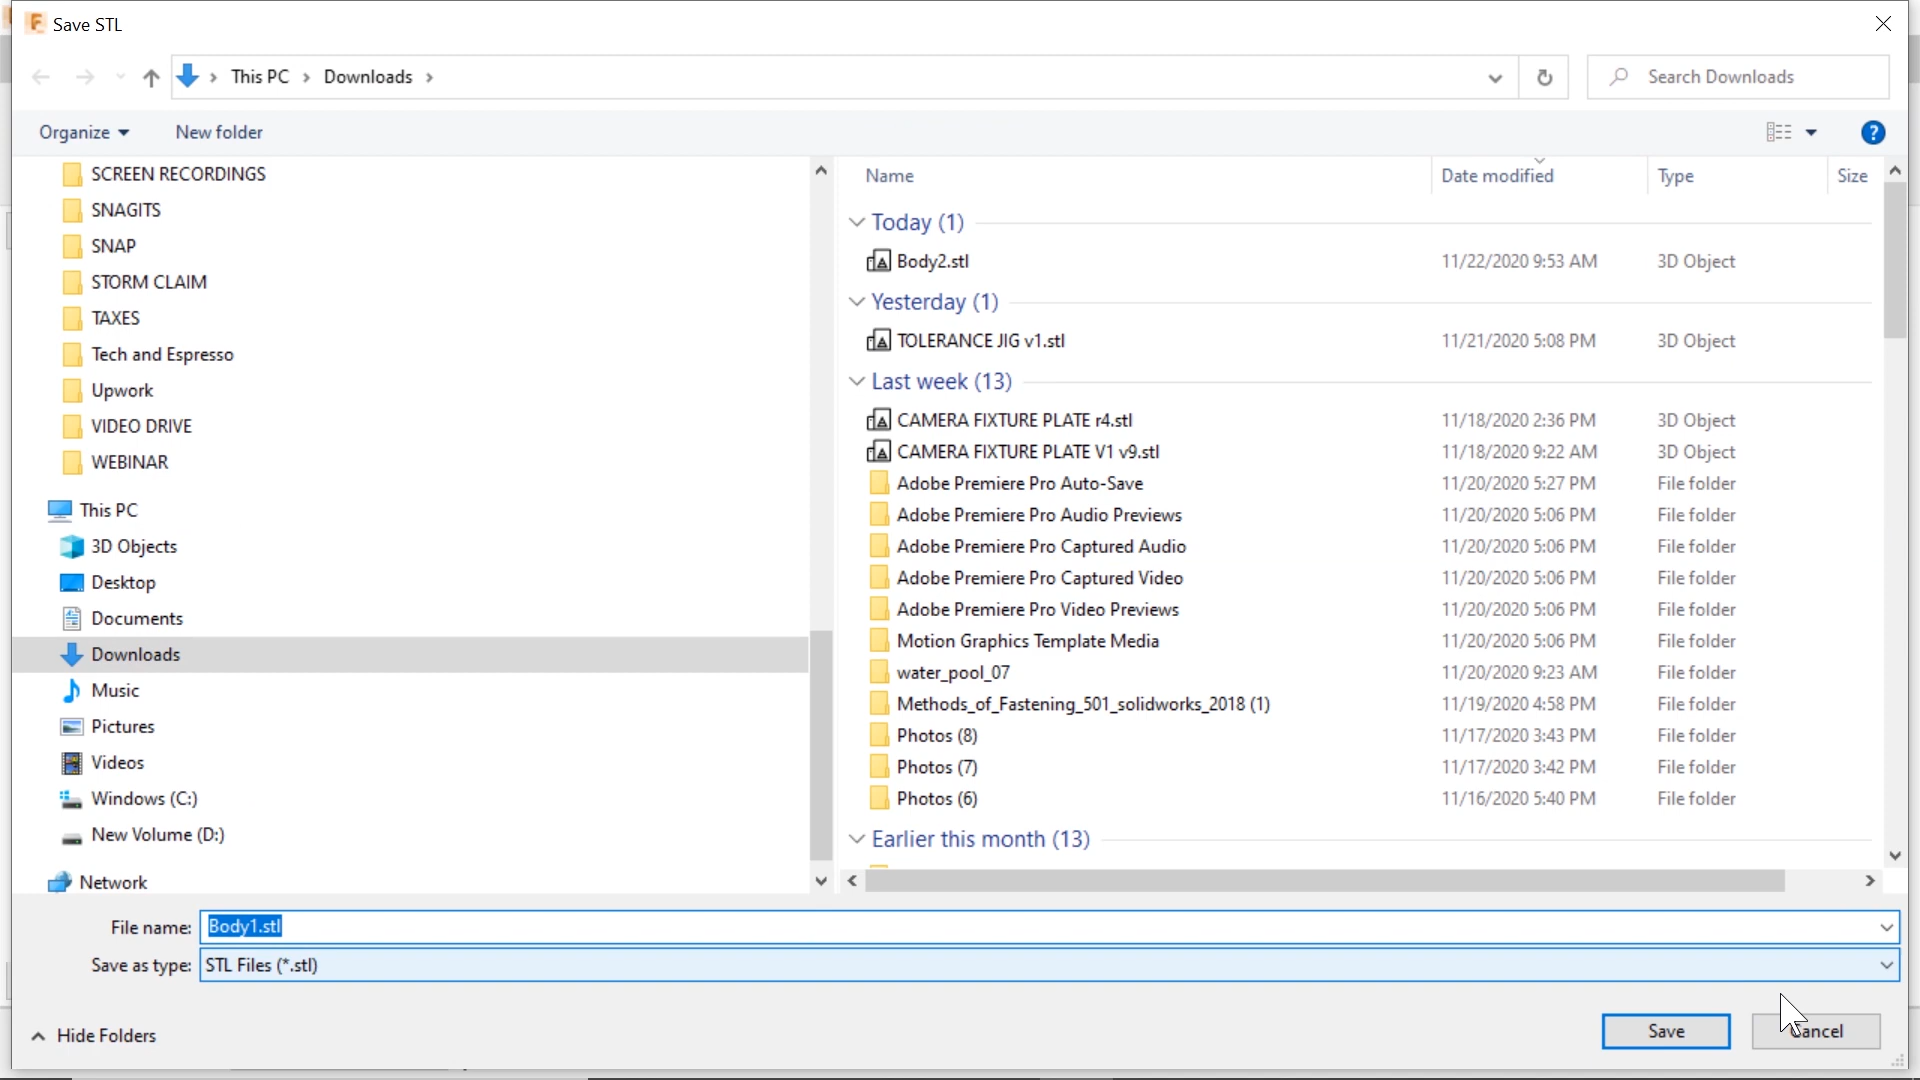 Save STL
This PC > Downloads >
Search Downloads
Organize
New folder
SCREEN RECORDINGS
SNAGITS
SNAP
STORM CLAIM
TAXES
Tech and Espresso
Upwork
VIDEO DRIVE
WEBINAR
This PC
3D Objects
Desktop
Documents
Downloads
Music
Pictures
Videos
Windows (C:)
New Volume (D:)
Network
Name Date modified Type Size
Today (1)
Body2.stl 11/22/2020 9:53 AM 3D Object
Yesterday (1)
TOLERANCE JIG v1.stl 11/21/2020 5:08 PM 3D Object
Last week (13)
CAMERA FIXTURE PLATE r4.stl 11/18/2020 2:36 PM 3D Object
CAMERA FIXTURE PLATE V1 v9.stl 11/18/2020 9:22 AM 3D Object
Adobe Premiere Pro Auto-Save 11/20/2020 5:27 PM File folder
Adobe Premiere Pro Audio Previews 11/20/2020 5:06 PM File folder
Adobe Premiere Pro Captured Audio 11/20/2020 5:06 PM File folder
Adobe Premiere Pro Captured Video 11/20/2020 5:06 PM File folder
Adobe Premiere Pro Video Previews 11/20/2020 5:06 PM File folder
Motion Graphics Template Media 11/20/2020 5:06 PM File folder
water_pool_07 11/20/2020 9:23 AM File folder
Methods_of_Fastening_501_solidworks_2018 (1) 11/19/2020 4:58 PM File folder
Photos (8) 11/17/2020 3:43 PM File folder
Photos (7) 11/17/2020 3:42 PM File folder
Photos (6) 11/16/2020 5:40 PM File folder
Earlier this month (13)
File name: Body1.stl
Save as type: STL Files (*.stl)
Hide Folders
Save
Cancel